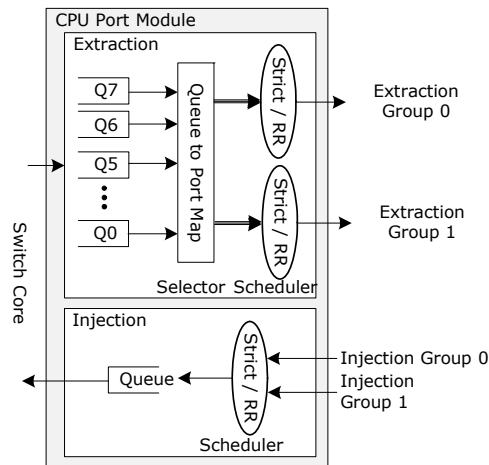 CPU Port Module
Extraction
Q7
Q6
Q5
Q0
Queue to Port Map
Strict / RR
Strict / RR
Selector Scheduler
Extraction
Group 0
Extraction
Group 1
Switch Core
Injection
Queue
Strict / RR
Scheduler
Injection Group 0
Injection
Group 1